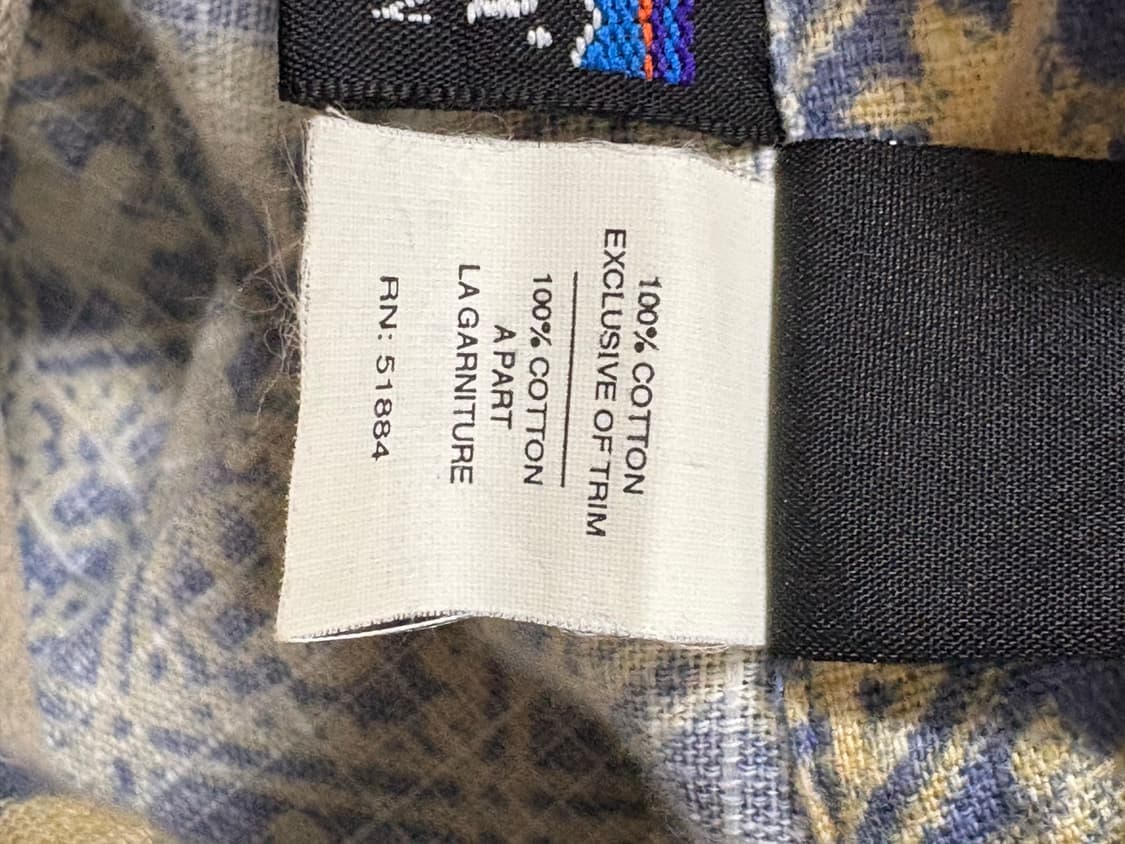 100% COTTON
EXCLUSIVE OF TRIM
100% COTTON
A PART
LA GARNITURE
RN: 51884